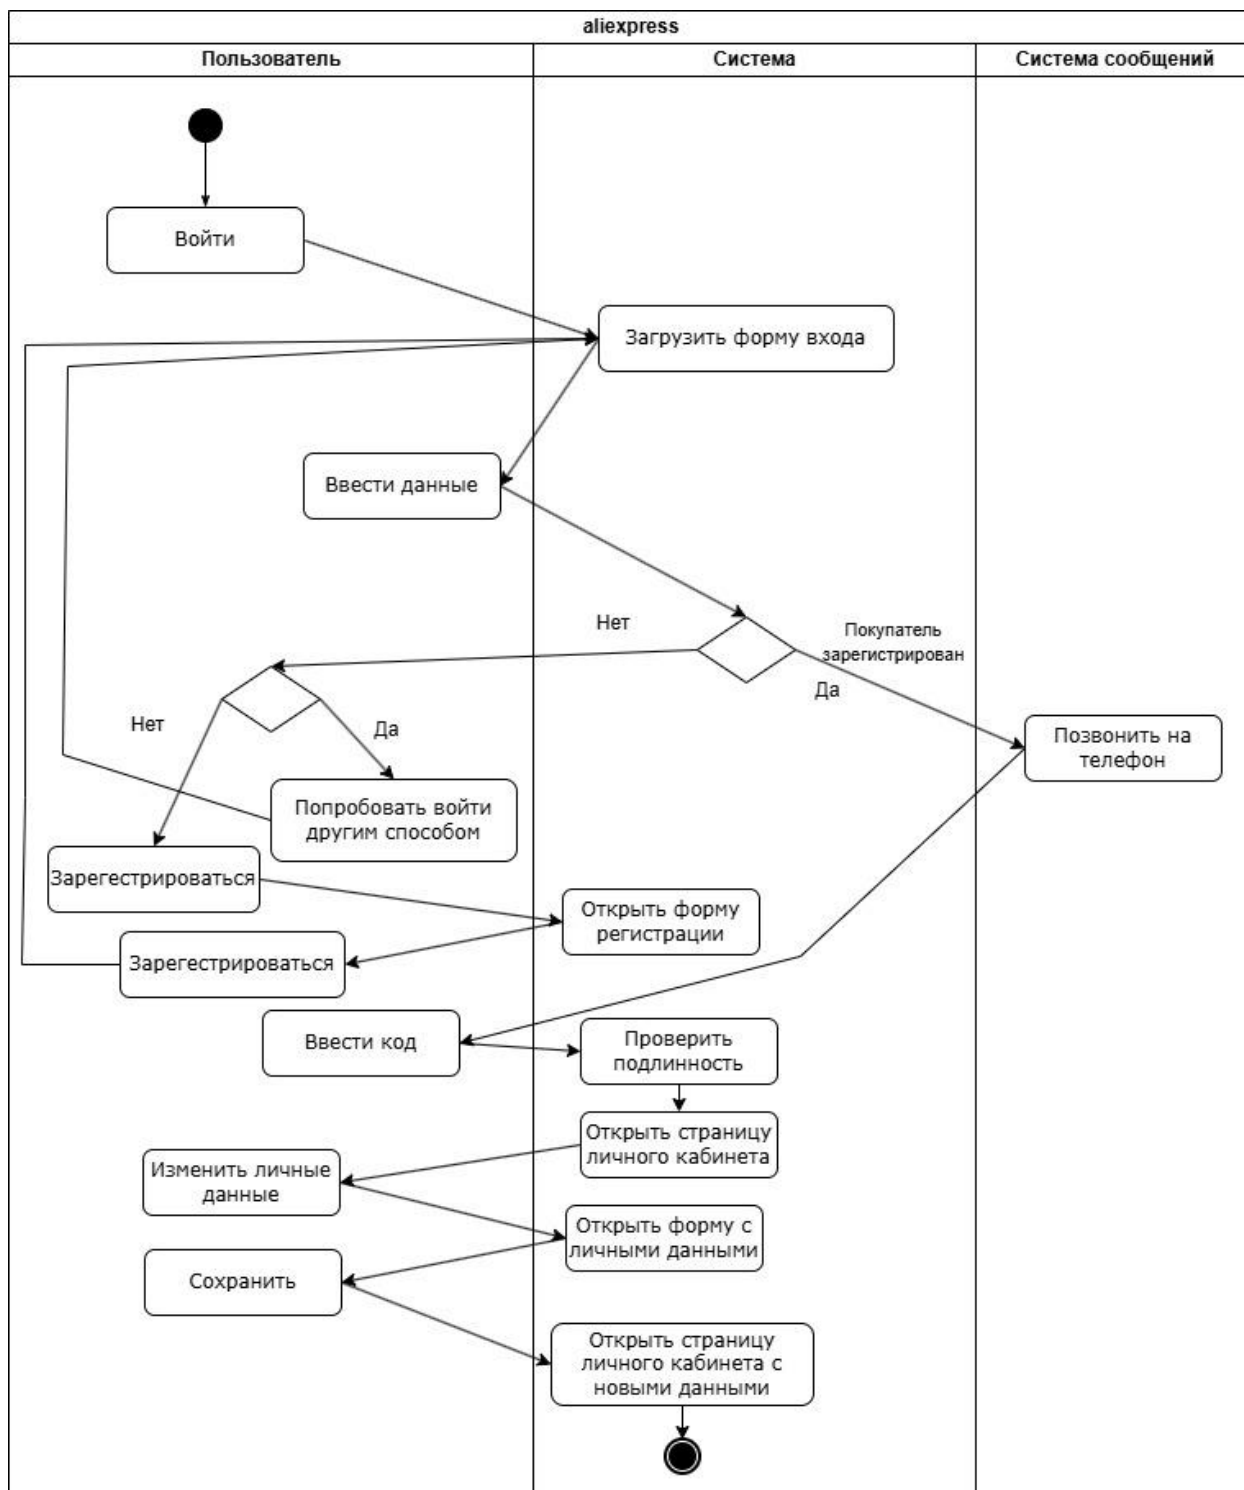 aliexpress
Пользователь
Система
Система сообщений
Войти
Загрузить форму входа
Ввести данные
Нет
Покупатель
зарегистрирован
Да
Нет
Да
Позвонить на
телефон
Попробовать войти
другим способом
Зарегестрироваться
Открыть форму
регистрации
Зарегестрироваться
Ввести код
Проверить
подлинность
Открыть страницу
личного кабинета
Изменить личные
данные
Открыть форму с
личными данными
Сохранить
Открыть страницу
личного кабинета с
новыми данными